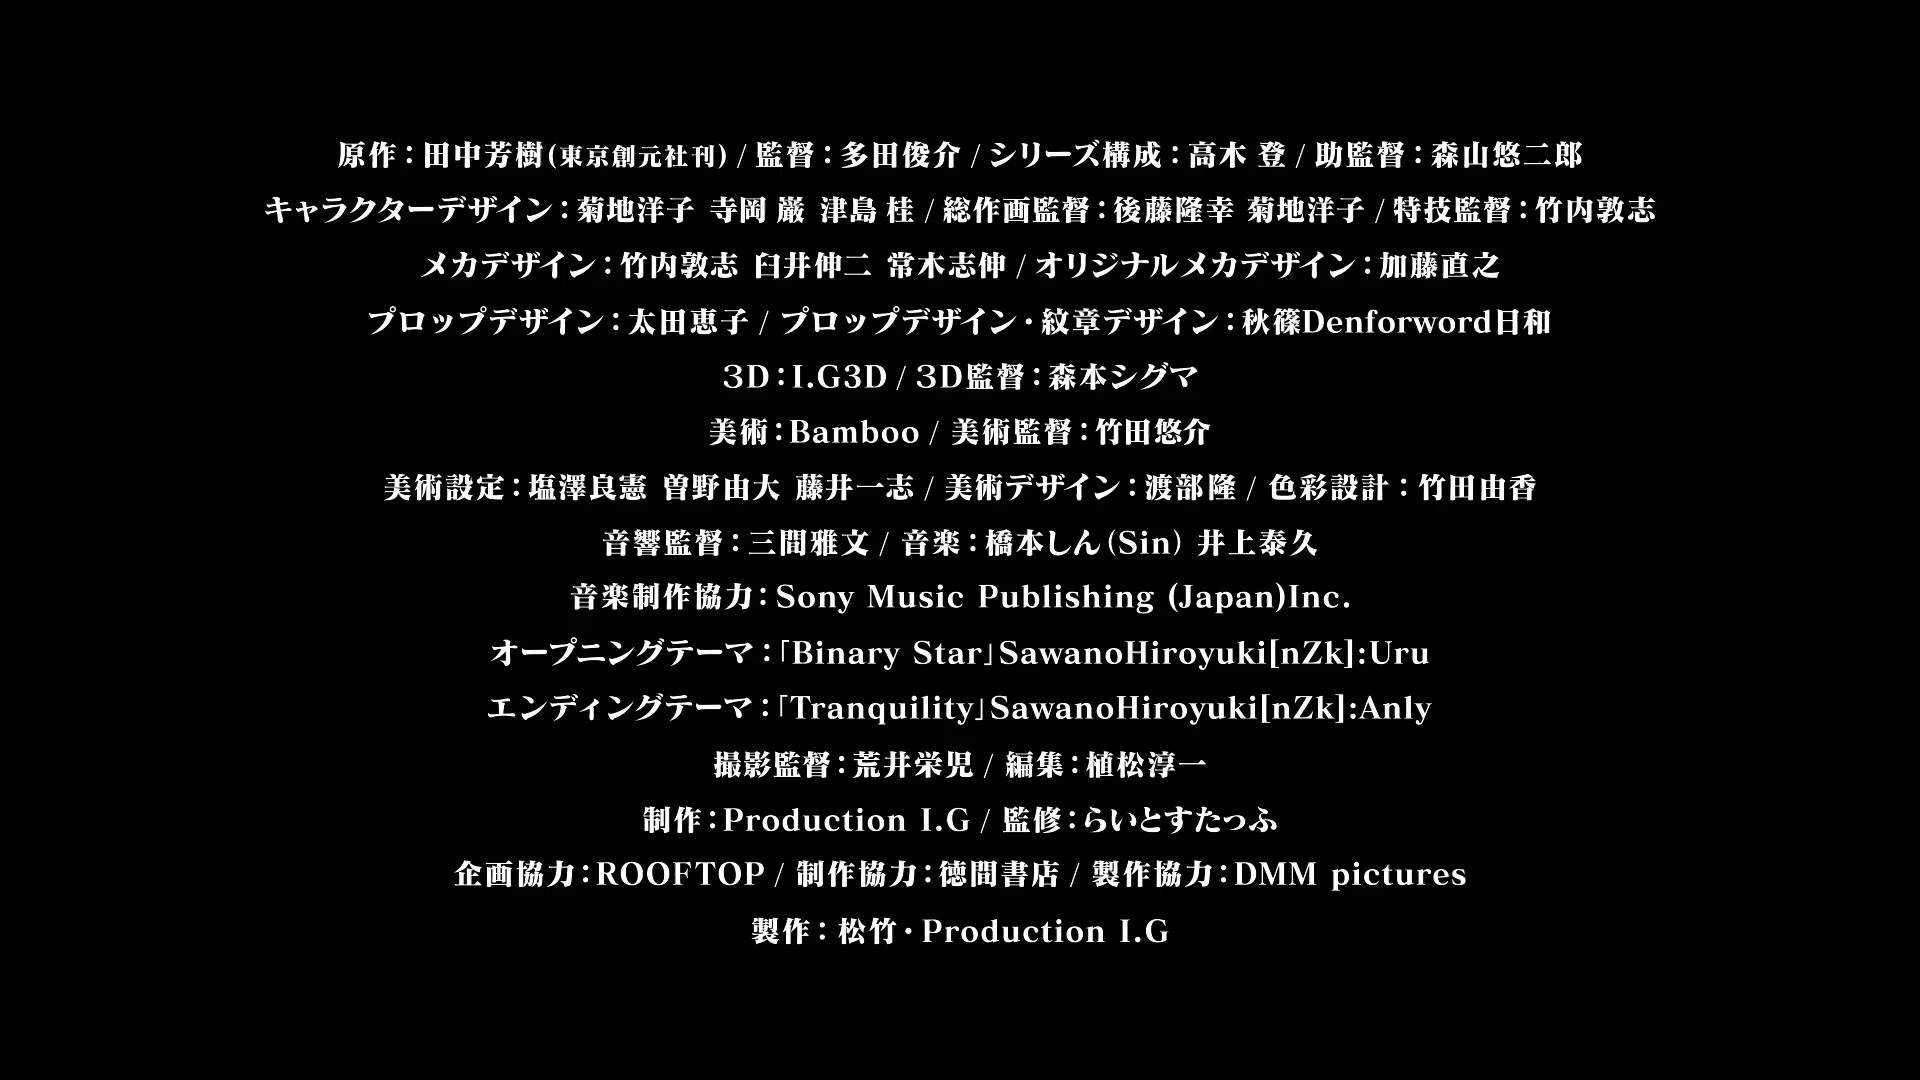 原作：田中芳樹(東京創元社刊) / 監督：多田俊介 / シリーズ構成：高木 登 / 助監督：森山悠二郎
キャラクターデザイン：菊地洋子 寺岡 巌 津島 桂 / 総作画監督：後藤隆幸 菊地洋子 / 特技監督：竹内敦志
メカデザイン：竹内敦志 臼井伸二 常木志伸 / オリジナルメカデザイン：加藤直之
プロップデザイン：太田恵子 / プロップデザイン・紋章デザイン：秋篠Denforword日和
3D：I.G3D / 3D監督：森本シグマ
美術：Bamboo / 美術監督：竹田悠介
美術設定：塩澤良憲 曽野由大 藤井一志 / 美術デザイン：渡部隆 / 色彩設計：竹田由香
音響監督：三間雅文 / 音楽：橋本しん(Sin) 井上泰久
音楽制作協力：Sony Music Publishing (Japan)Inc.
オープニングテーマ：「Binary Star」SawanoHiroyuki[nZk]:Uru
エンディングテーマ：「Tranquility」SawanoHiroyuki[nZk]:Anly
撮影監督：荒井栄児 / 編集：植松淳一
制作：Production I.G / 監修：らいとすたっふ
企画協力：ROOFTOP / 制作協力：徳間書店 / 製作協力：DMM pictures
製作：松竹・Production I.G